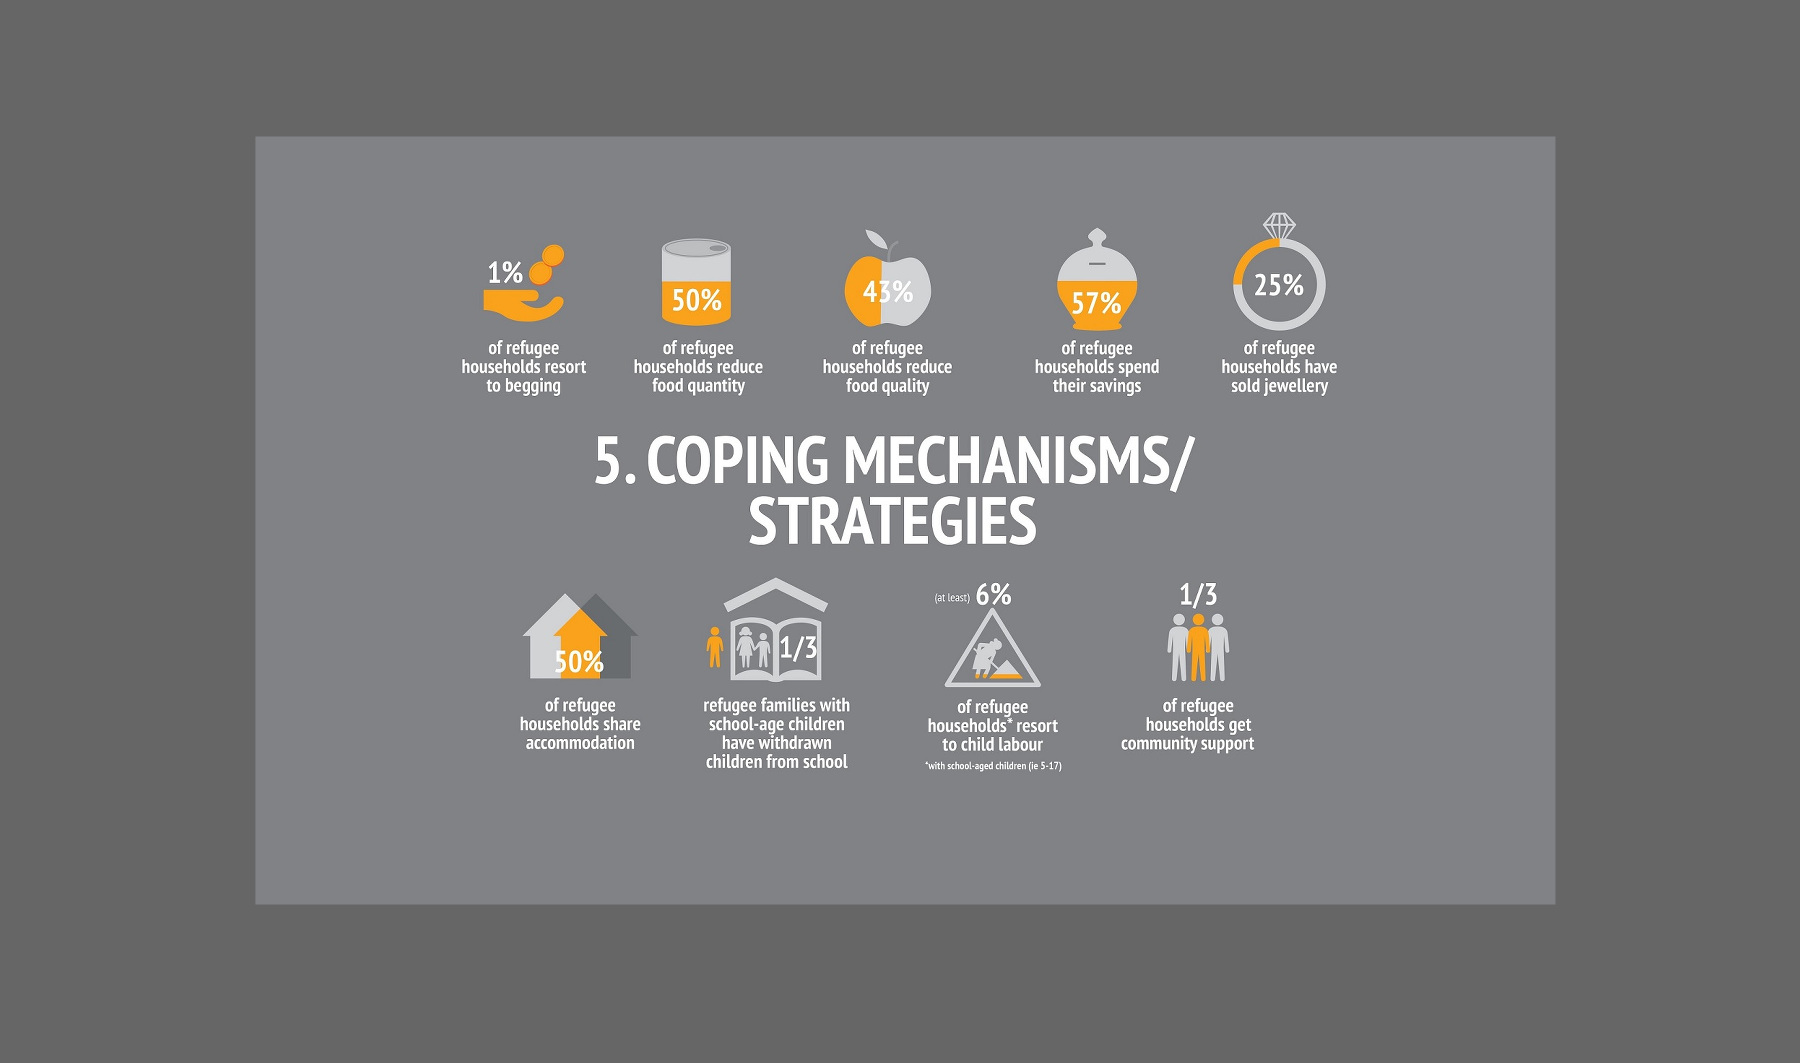 1%
of refugee
households resort
to begging
50%
of refugee
households reduce
food quantity
43%
of refugee
households reduce
food quality
57%
of refugee
households spend
their savings
25%
of refugee
households have
sold jewellery
5. COPING MECHANISMS/
STRATEGIES
50%
of refugee
households share
accommodation
1/3
refugee families with
school-age children
have withdrawn
children from school
(at least) 6%
of refugee
households* resort
to child labour
*with school-aged children (ie 5-17)
1/3
of refugee
households get
community support